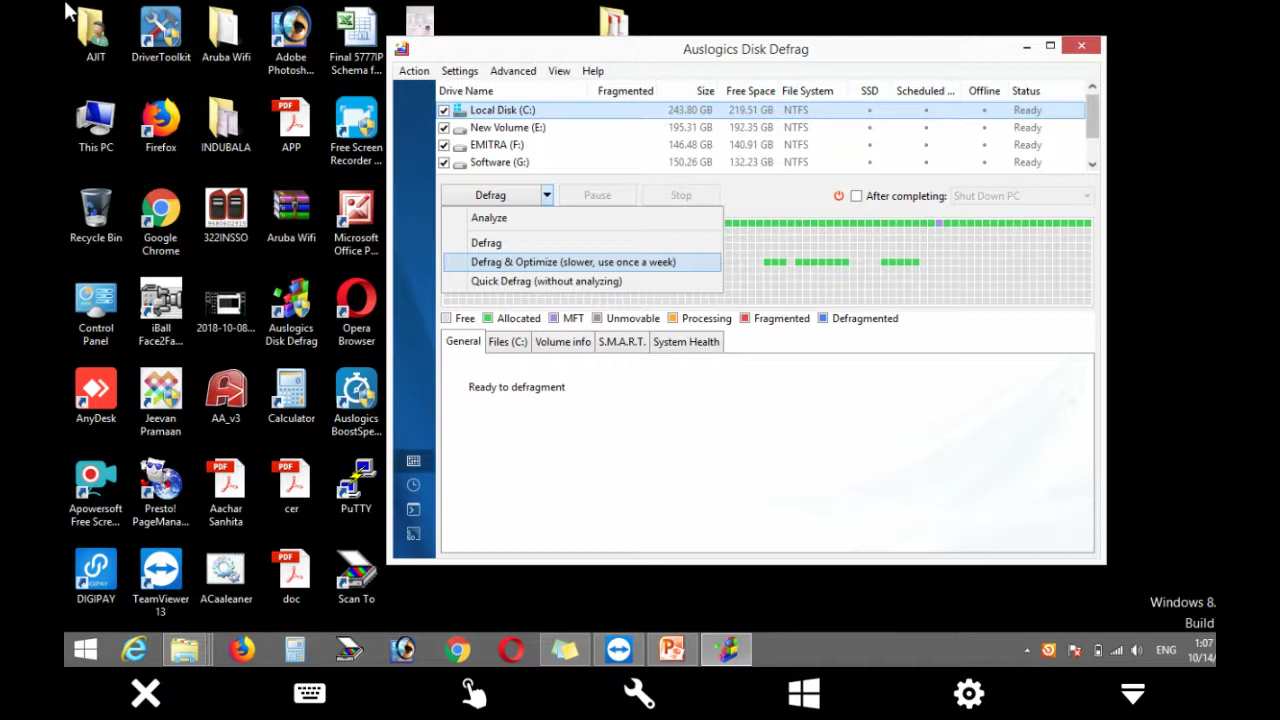 AJIT
DriverToolkit
Aruba Wifi
Adobe
Photosh...
Final 5777IP
Schema f...
This PC
Firefox
INDUBALA
PDF
APP
Free Screen
Recorder ...
Recycle Bin
Google
Chrome
322INSSO
Aruba Wifi
Microsoft
Office P...
Control
Panel
iBall
Face2Fa...
2018-10-08...
Auslogics
Disk Defrag
Opera
Browser
AnyDesk
Jeevan
Pramaan
AA_v3
Calculator
Auslogics
BoostSpe...
Apowersoft
Free Scre...
Presto!
PageMana...
PDF
Aachar
Sanhita
PDF
cer
PuTTY
DIGIPAY
DIGIPAY
TeamViewer
13
ACaaleaner
PDF
doc
Scan To
Auslogics Disk Defrag
Action Settings Advanced View Help
Drive Name Fragmented Size Free Space File System SSD Scheduled ... Offline Status
Local Disk (C:) 243.80 GB 219.51 GB NTFS Ready
New Volume (E:) 195.31 GB 192.35 GB NTFS Ready
EMITRA (F:) 146.48 GB 140.91 GB NTFS Ready
Software (G:) 150.26 GB 132.23 GB NTFS Ready
Defrag Pause Stop After completing: Shut Down PC
Analyze
Defrag
Defrag & Optimize (slower, use once a week)
Quick Defrag (without analyzing)
Free Allocated MFT Unmovable Processing Fragmented Defragmented
General Files (C:) Volume info S.M.A.R.T. System Health
Ready to defragment
Windows 8.
Build
ENG
1:07
10/14/